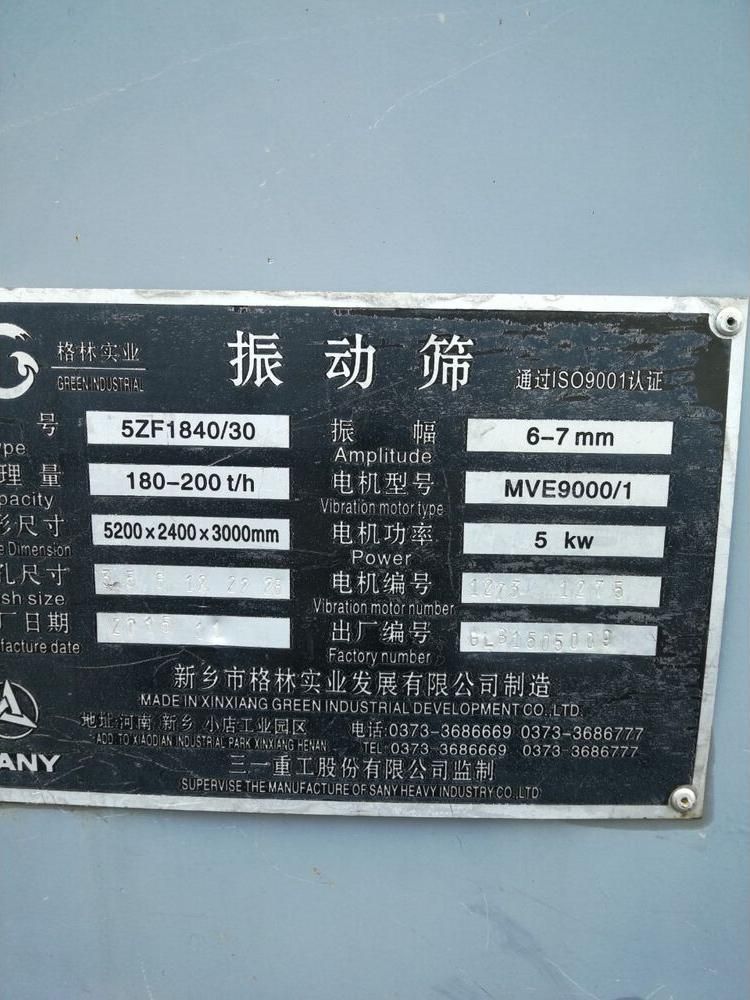 格林实业
GREEN INDUSTRIAL
振动筛
通过ISO9001认证
号 5ZF1840/30 振幅 6-7mm
ype Amplitude
理量 180-200t/h 电机型号 MVE9000/1
pacity Vibration motor type
形尺寸 5200×2400×3000mm 电机功率 5 kw
e Dimension Power
孔尺寸 电机编号 1273 1275
sh size Vibration motor number
厂日期 2015 11 出厂编号
facture date Factory number
新乡市格林实业发展有限公司制造
MADE IN XINXIANG GREEN INDUSTRIAL DEVELOPMENT CO.,LTD.
地址:河南 新乡 小店工业园区 电话:0373-3686669 0373-3686777
ADD.TO XIAODIAN INDUSTRIAL PARK XINXIANG HENAN TEL:0373-3686669 0373-3686777
三一重工股份有限公司监制
SUPERVISE THE MANUFACTURE OF SANY HEAVY INDUSTRY CO.,LTD
ANY